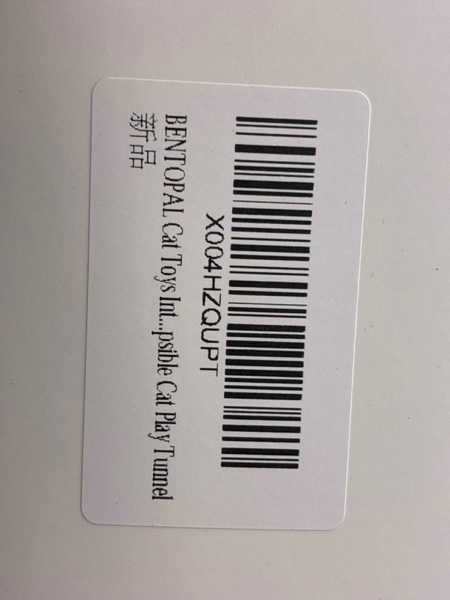 X004HZQUPT
BENTOPAL Cat Toys Int...psible Cat Play Tunnel
新品